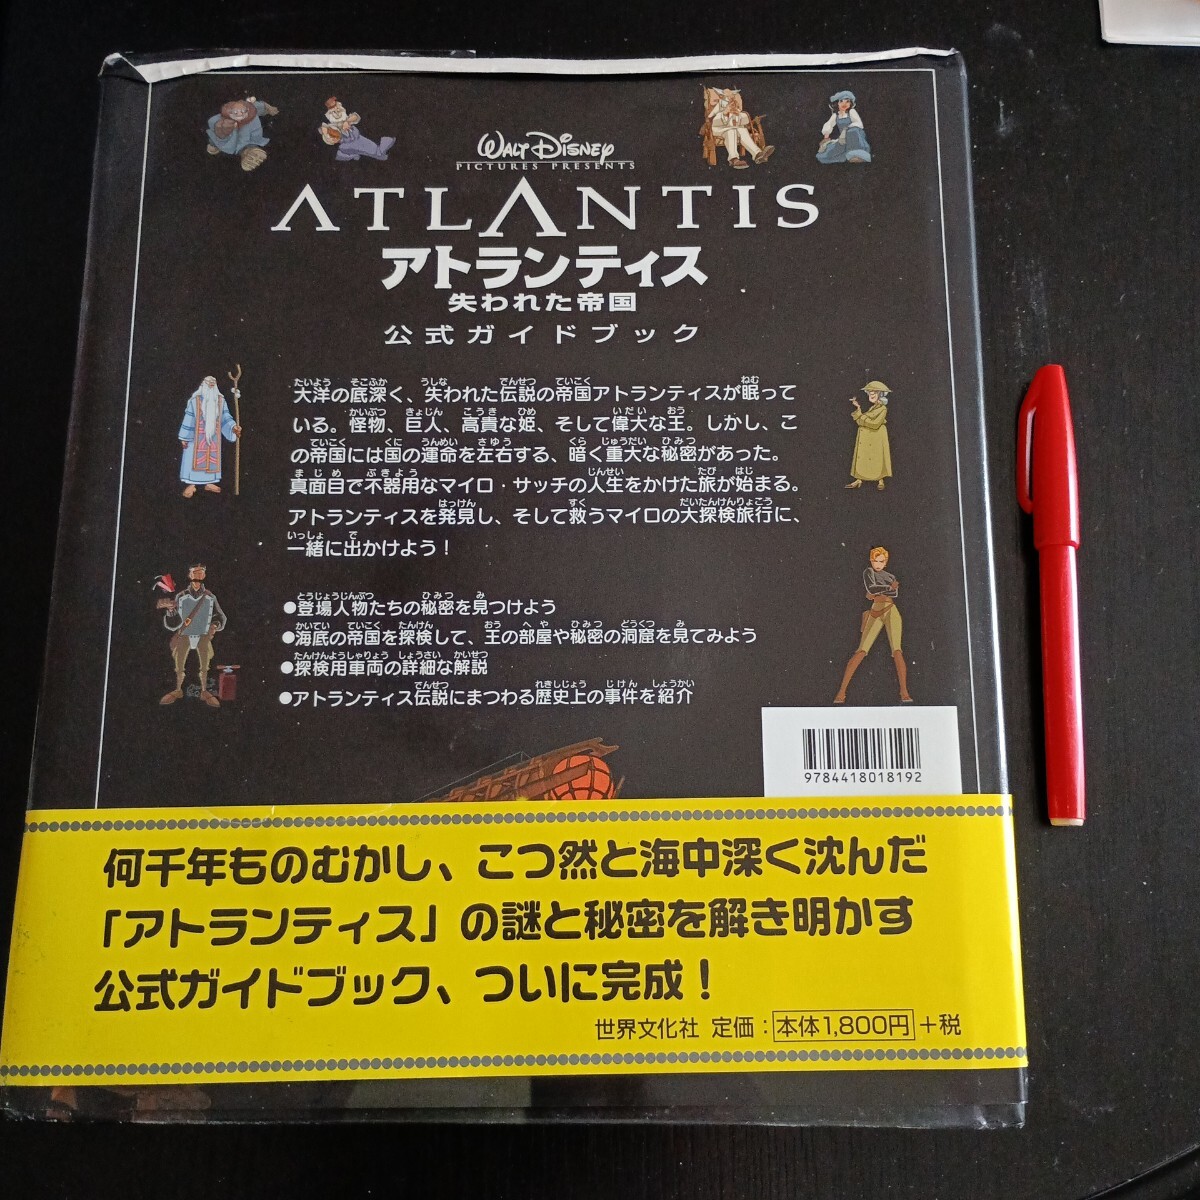 WALT DISNEY
PICTURES PRESENTS
ATLANTIS
アトランティス
失われた帝国
公式ガイドブック
大洋の底深く、失われた伝説の帝国アトランティスが眠って
いる。怪物、巨人、高貴な姫、そして偉大な王。しかし、こ
の帝国には国の運命を左右する、暗く重大な秘密があった。
真面目で不器用なマイロ・サッチの人生をかけた旅が始まる。
アトランティスを発見し、そして救うマイロの大探検旅行に、
一緒に出かけよう！
●登場人物たちの秘密を見つけよう
●海底の帝国を探検して、王の部屋や秘密の洞窟を見てみよう
●探検用車両の詳細な解説
●アトランティス伝説にまつわる歴史上の事件を紹介
9784418018192
何千年ものむかし、こつ然と海中深く沈んだ
「アトランティス」の謎と秘密を解き明かす
公式ガイドブック、ついに完成！
世界文化社 定価：本体1,800円+税